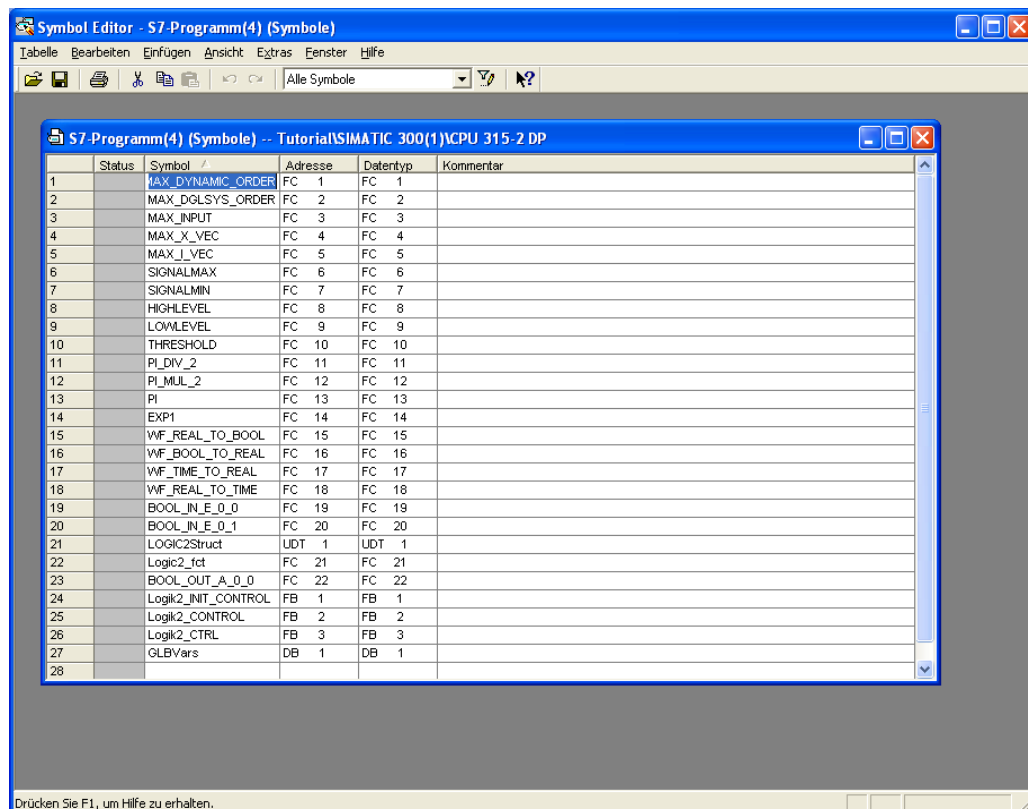 Symbol Editor - S7-Programm(4) (Symbole)
Tabelle Bearbeiten Einfügen Ansicht Extras Fenster Hilfe
Alle Symbole
S7-Programm(4) (Symbole) -- Tutorial\SIMATIC 300(1)\CPU 315-2 DP
Status Symbol Adresse Datentyp Kommentar
1 MAX_DYNAMIC_ORDER FC 1 FC 1
2 MAX_DGLSYS_ORDER FC 2 FC 2
3 MAX_INPUT FC 3 FC 3
4 MAX_X_VEC FC 4 FC 4
5 MAX_I_VEC FC 5 FC 5
6 SIGNALMAX FC 6 FC 6
7 SIGNALMIN FC 7 FC 7
8 HIGHLEVEL FC 8 FC 8
9 LOWLEVEL FC 9 FC 9
10 THRESHOLD FC 10 FC 10
11 PI_DIV_2 FC 11 FC 11
12 PI_MUL_2 FC 12 FC 12
13 PI FC 13 FC 13
14 EXP1 FC 14 FC 14
15 WF_REAL_TO_BOOL FC 15 FC 15
16 WF_BOOL_TO_REAL FC 16 FC 16
17 WF_TIME_TO_REAL FC 17 FC 17
18 WF_REAL_TO_TIME FC 18 FC 18
19 BOOL_IN_E_0_0 FC 19 FC 19
20 BOOL_IN_E_0_1 FC 20 FC 20
21 LOGIC2Struct UDT 1 UDT 1
22 Logic2_fct FC 21 FC 21
23 BOOL_OUT_A_0_0 FC 22 FC 22
24 Logik2_INIT_CONTROL FB 1 FB 1
25 Logik2_CONTROL FB 2 FB 2
26 Logik2_CTRL FB 3 FB 3
27 GLBVars DB 1 DB 1
28
Drücken Sie F1, um Hilfe zu erhalten.